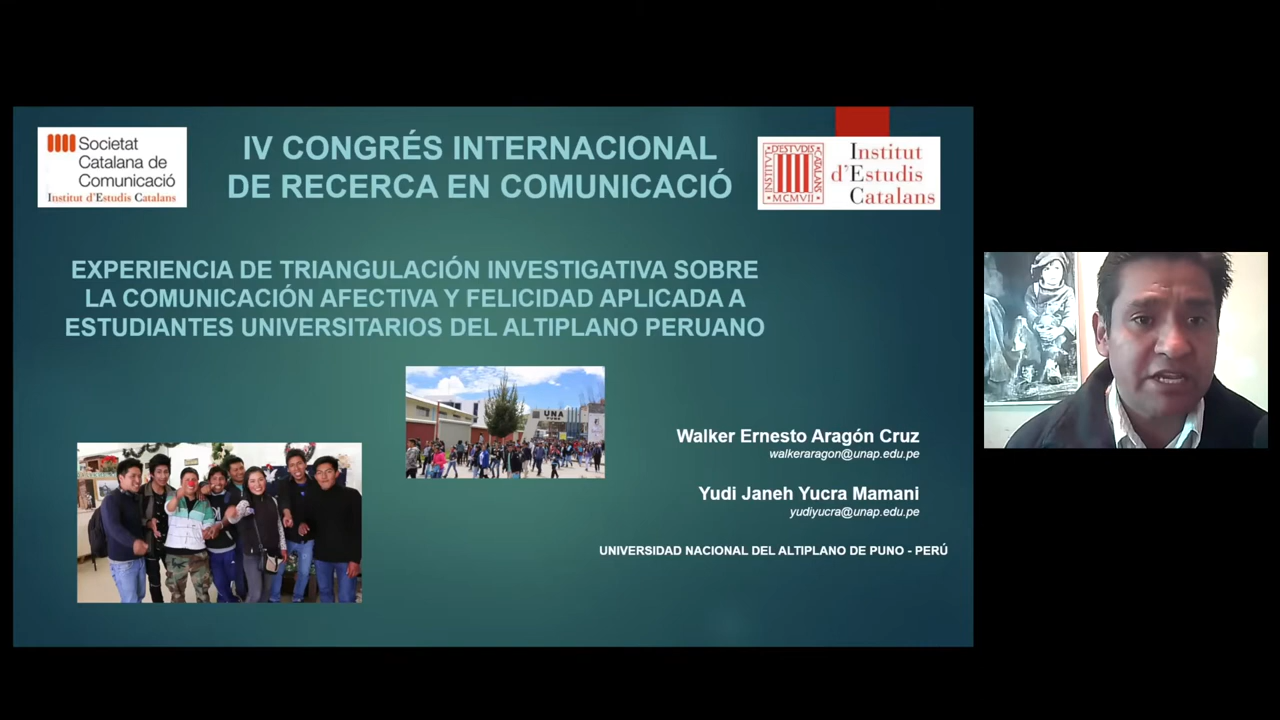 Societat
Catalana de
Comunicació
Institut d'Estudis Catalans
IV CONGRÉS INTERNACIONAL
DE RECERCA EN COMUNICACIÓ
INSTITUT
D'ESTUDIS
CATALANS
MCMVII
Institut
d'Estudis
Catalans
EXPERIENCIA DE TRIANGULACIÓN INVESTIGATIVA SOBRE
LA COMUNICACIÓN AFECTIVA Y FELICIDAD APLICADA A
ESTUDIANTES UNIVERSITARIOS DEL ALTIPLANO PERUANO
UNA
PUNO
Walker Ernesto Aragón Cruz
walkeraragon@unap.edu.pe
Yudi Janeh Yucra Mamani
yudiyucra@unap.edu.pe
UNIVERSIDAD NACIONAL DEL ALTIPLANO DE PUNO - PERÚ